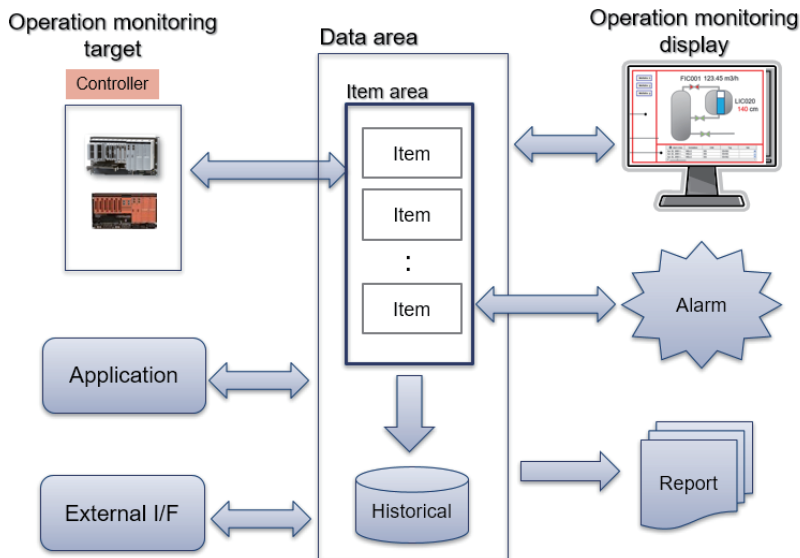 Operation monitoring
target
Controller
Data area
Item area
Item
Item
:
Item
Historical
Operation monitoring
display
FIC001 123.45 m3/h
LIC020
140 cm
Alarm
Application
External I/F
Report